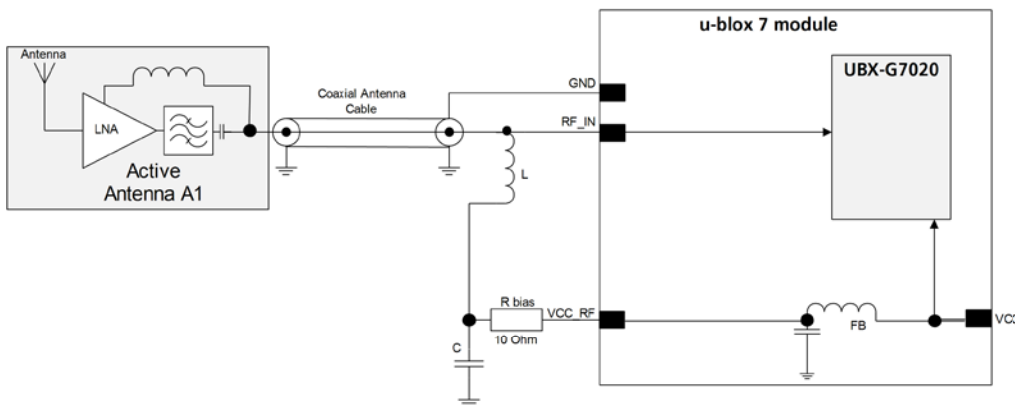 u-blox 7 module
Antenna
UBX-G7020
GND
Coaxial Antenna
Cable
RF_IN
LNA
Active
Antenna A1
L
R bias
VCC_RF
10 Ohm
C
FB